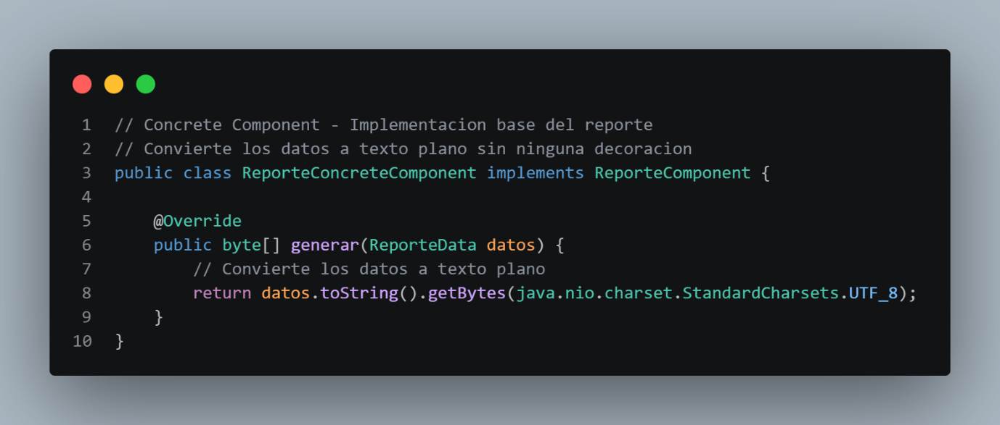 1 // Concrete Component - Implementacion base del reporte
2 // Convierte los datos a texto plano sin ninguna decoracion
3 public class ReporteConcreteComponent implements ReporteComponent {
4
5     @Override
6     public byte[] generar(ReporteData datos) {
7         // Convierte los datos a texto plano
8         return datos.toString().getBytes(java.nio.charset.StandardCharsets.UTF_8);
9     }
10 }